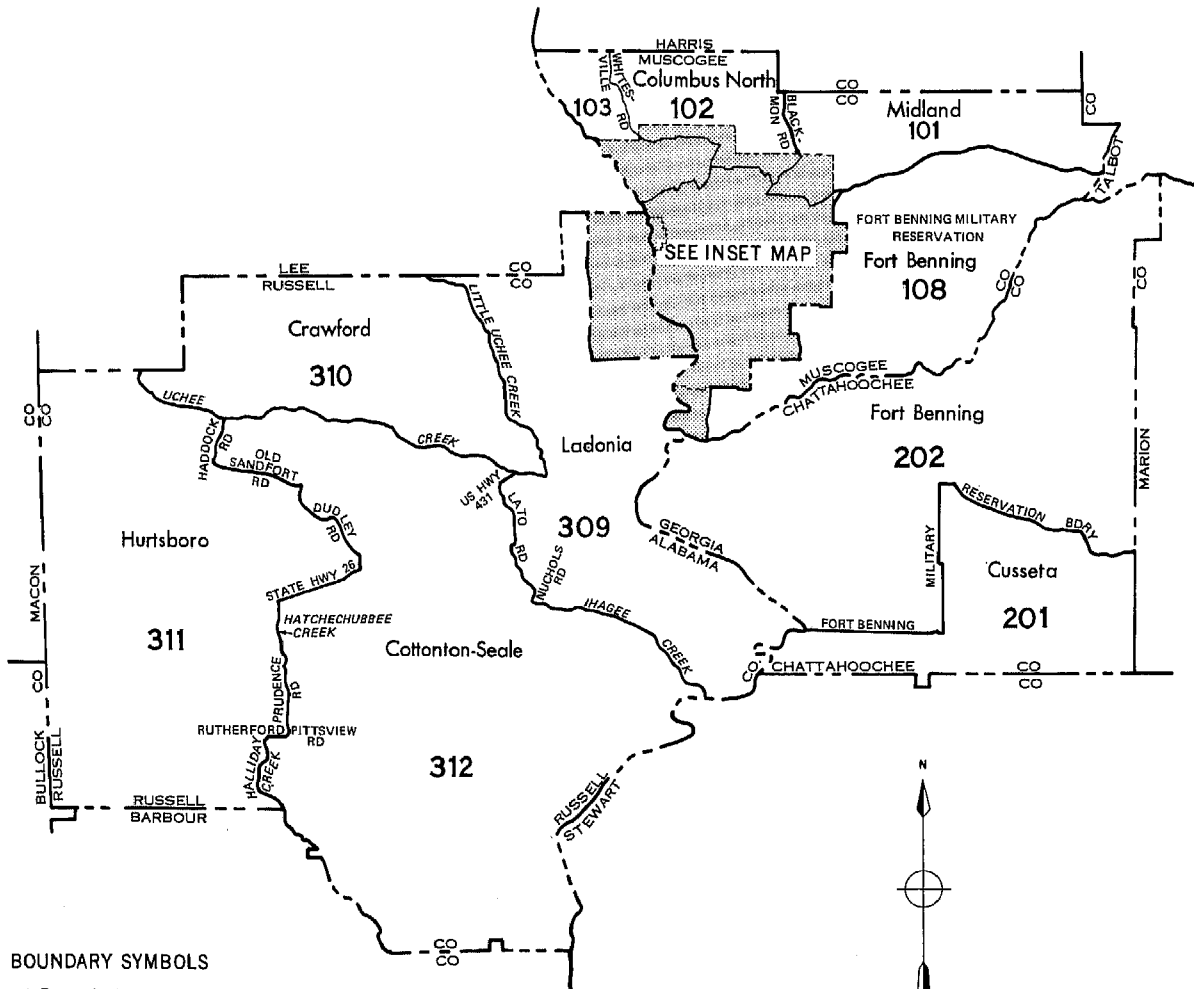 HARRIS
MUSCOGEE
WHITES-
VILLE
RD
Columbus North
103
102
BLACK-
MON RD
CO
CO
CO
Midland
101
TALBOT
FORT BENNING MILITARY
RESERVATION
SEE INSET MAP
Fort Benning
108
CO
CO
CO
LEE
RUSSELL
CO
CO
LITTLE UCHEE CREEK
Crawford
310
MUSCOGEE
CHATTAHOOCHEE
UCHEE
CREEK
CO
CO
HADDOCK
RD
OLD
SANDFORT
RD
DUDLEY
RD
Ladonia
Fort Benning
202
MARION
US HWY
431
LATO
RD
309
NUCHOLS
RD
GEORGIA
ALABAMA
RESERVATION BDRY
MILITARY
Hurtsboro
STATE HWY 26
Cusseta
201
MACON
HATCHECHUBBEE
CREEK
IHAGEE
CREEK
FORT BENNING
311
Cottonton-Seale
CO
CO
CHATTAHOOCHEE
CO
CO
PRUDENCE
RD
RUTHERFORD PITTSVIEW
RD
312
HALLIDAY
CREEK
BULLOCK
RUSSELL
RUSSELL
BARBOUR
RUSSELL
STEWART
N
CO
CO
BOUNDARY SYMBOLS